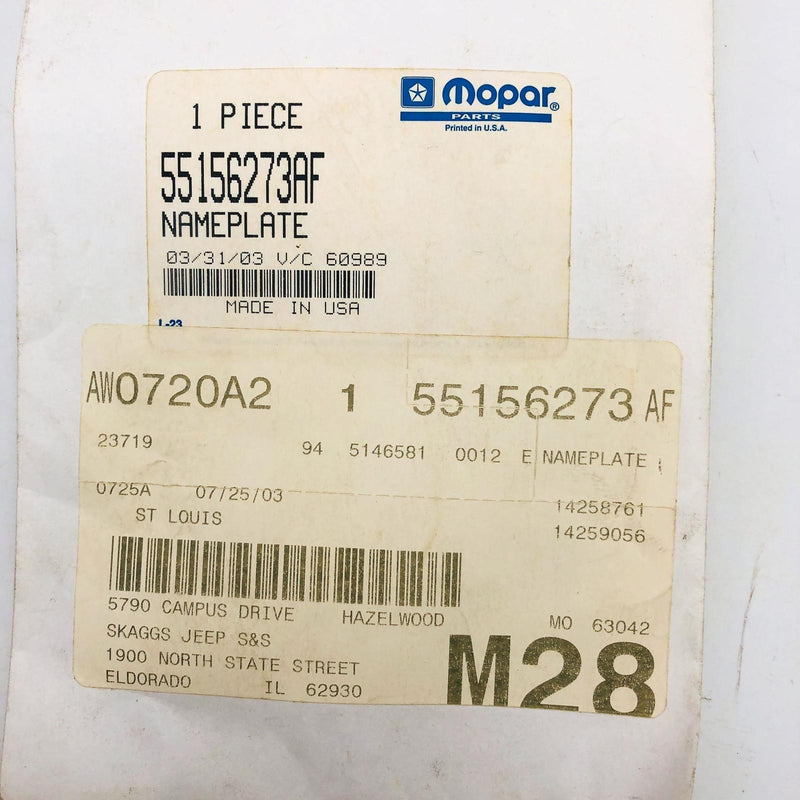 1 PIECE
Mopar®
PARTS
Printed in U.S.A.
55156273AF
NAMEPLATE
03/31/03 V/C 60989
MADE IN USA
L-23
AW0720A2 1 55156273 AF
23719 94 5146581 0012 E NAMEPLATE
0725A 07/25/03 14258761
ST LOUIS 14259056
5790 CAMPUS DRIVE HAZELWOOD MO 63042
SKAGGS JEEP S&S
1900 NORTH STATE STREET
ELDORADO IL 62930
M28